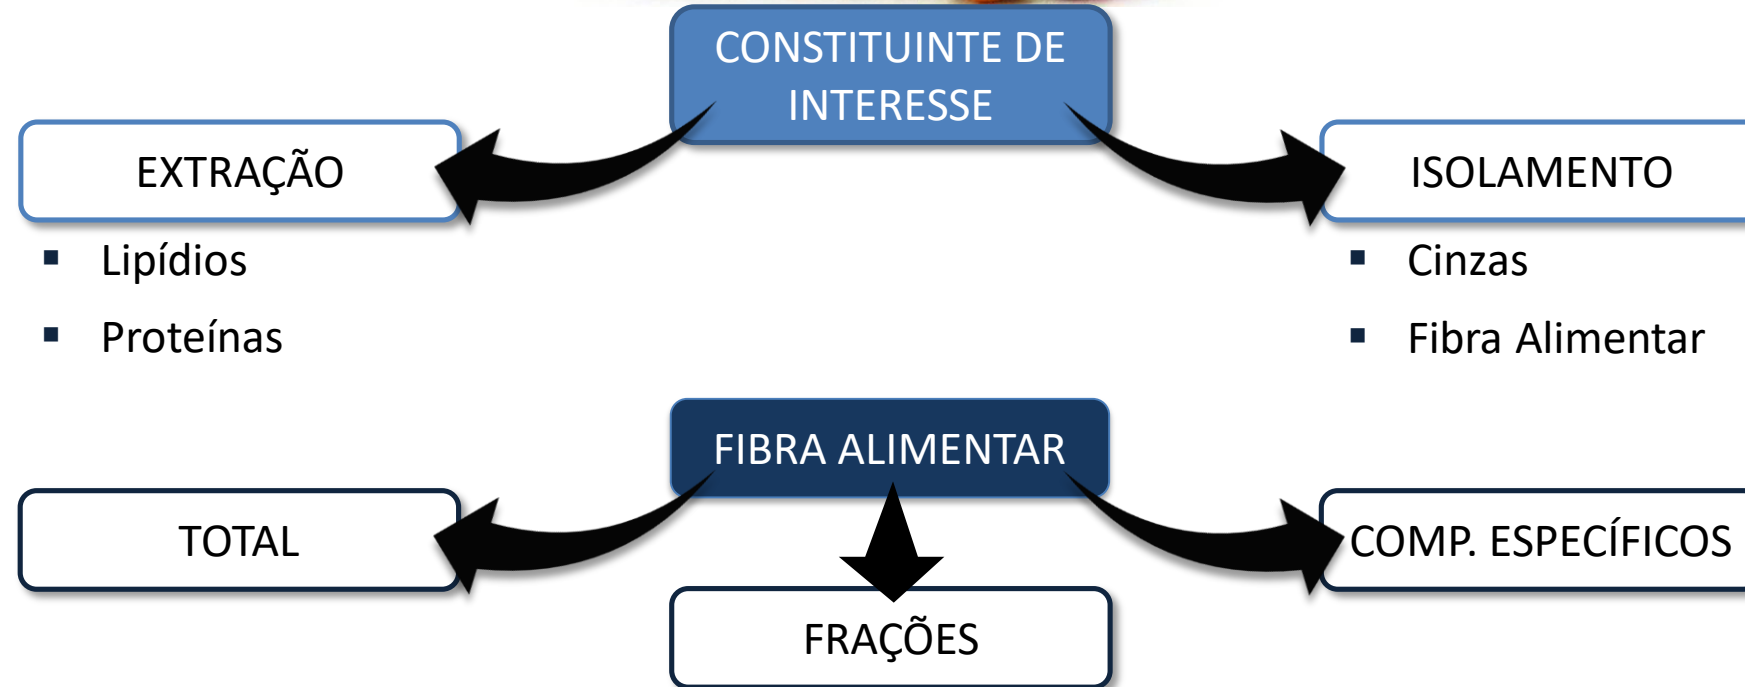 CONSTITUINTE DE
INTERESSE
EXTRAÇÃO
▪ Lipídios
▪ Proteínas
ISOLAMENTO
▪ Cinzas
▪ Fibra Alimentar
FIBRA ALIMENTAR
TOTAL
FRAÇÕES
COMP. ESPECÍFICOS